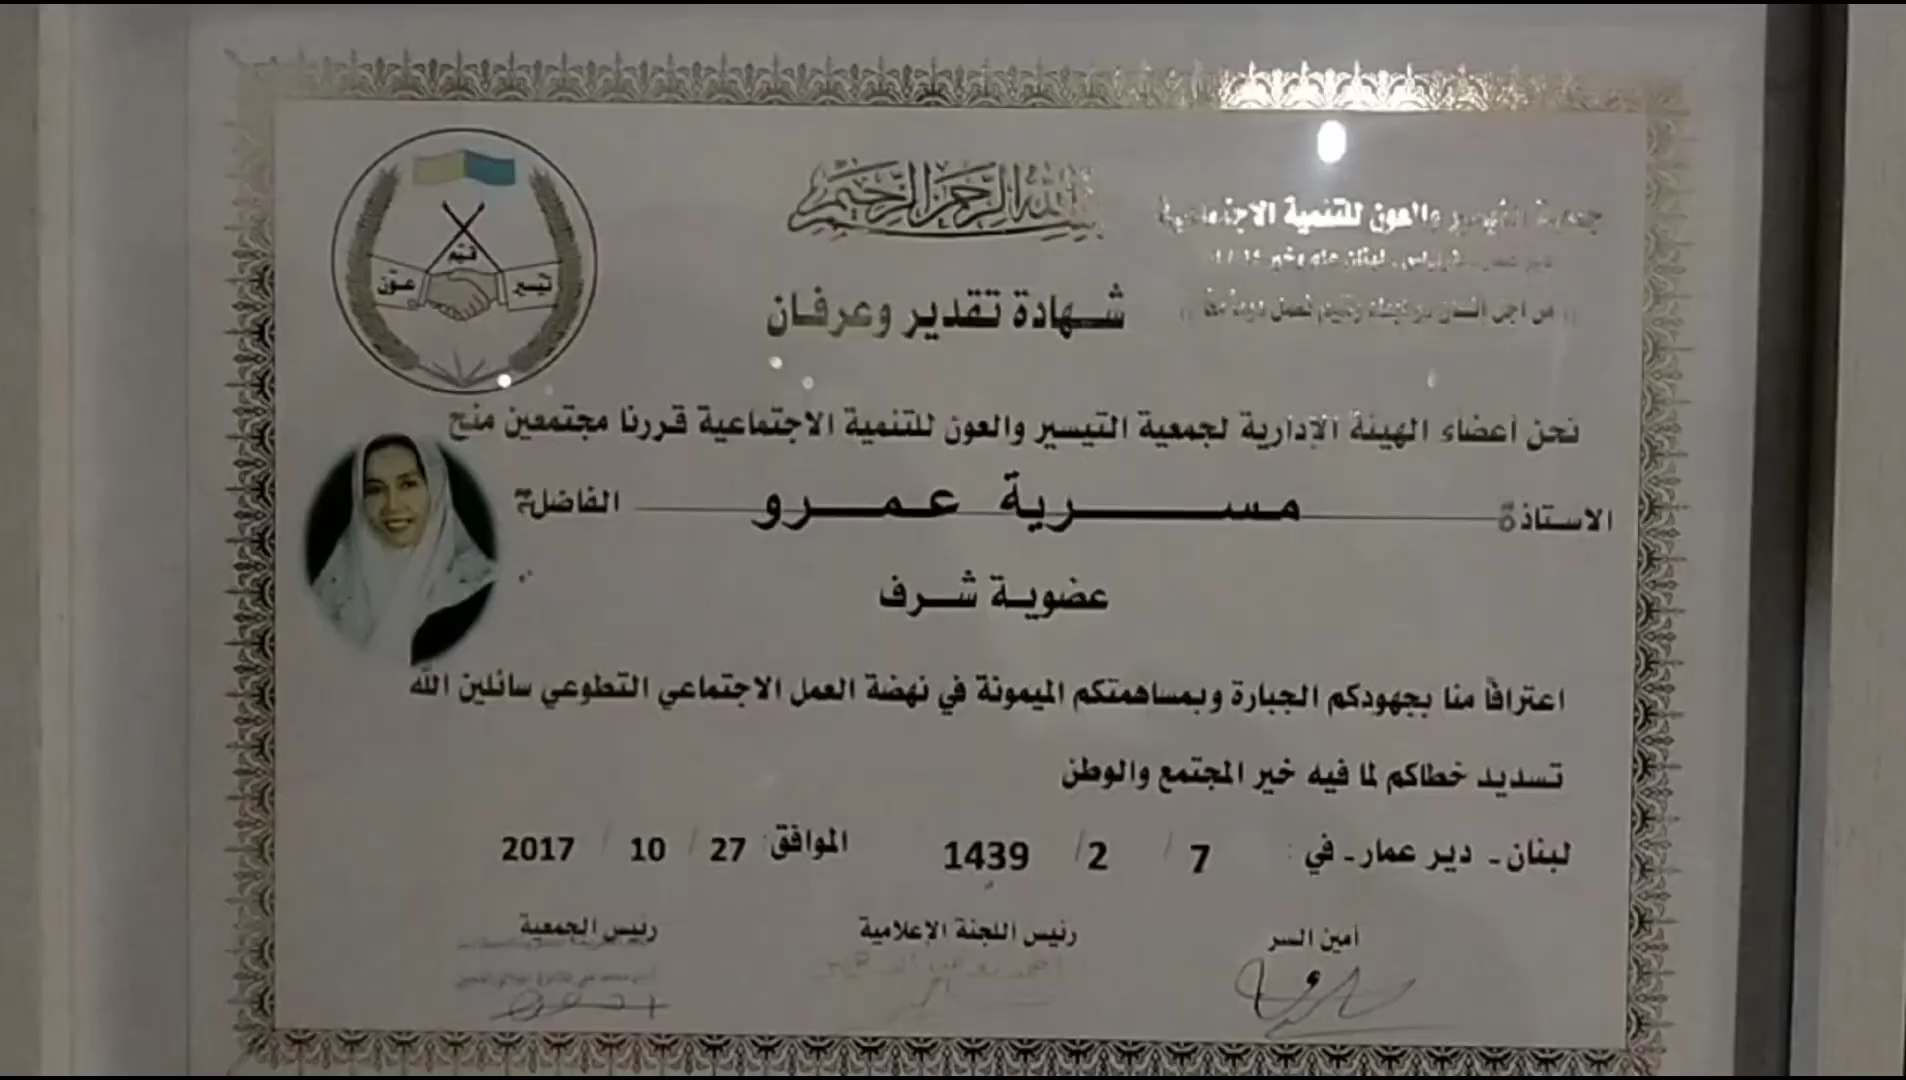 بسم الله الرحمن الرحيم
جمعية التيسير والعون للتنمية الاجتماعية
قيم
تيسير
عون
شهادة تقدير وعرفان
نحن أعضاء الهيئة الإدارية لجمعية التيسير والعون للتنمية الاجتماعية قررنا مجتمعين منح
الاستاذة مسرية عمرو الفاضلة
عضوية شرف
اعترافاً منا بجهودكم الجبارة وبمساهمتكم الميمونة في نهضة العمل الاجتماعي التطوعي سائلين الله
تسديد خطاكم لما فيه خير المجتمع والوطن
لبنان - دير عمار - في : 7 / 2 / 1439 الموافق: 27 / 10 / 2017
أمين السر
رئيس اللجنة الإعلامية
رئيس الجمعية